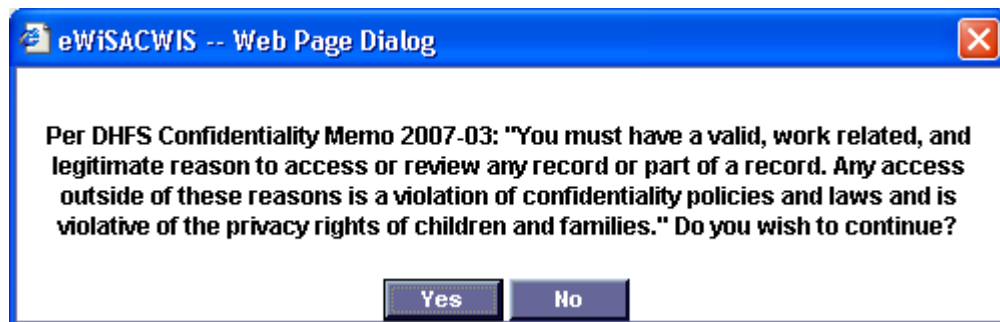 eWiSACWIS -- Web Page Dialog
Per DHFS Confidentiality Memo 2007-03: "You must have a valid, work related, and
legitimate reason to access or review any record or part of a record. Any access
outside of these reasons is a violation of confidentiality policies and laws and is
violative of the privacy rights of children and families." Do you wish to continue?
Yes No